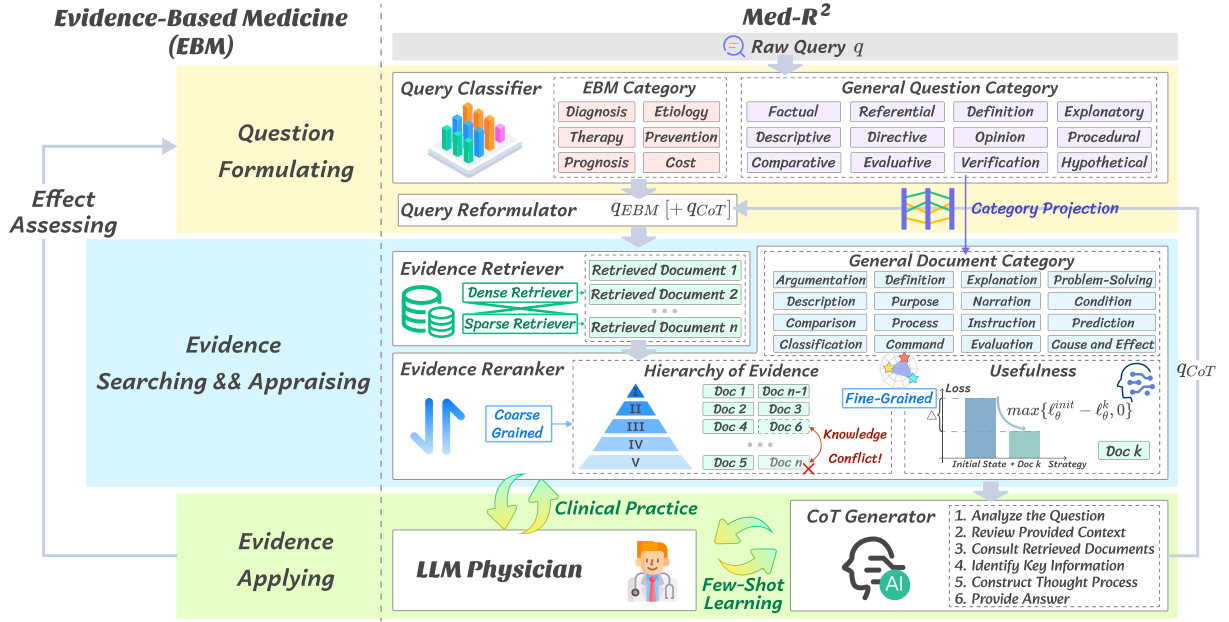 Evidence-Based Medicine
(EBM)
Med-R²
Raw Query q
Question
Formulating
Query Classifier
EBM Category
Diagnosis
Etiology
Therapy
Prevention
Prognosis
Cost
General Question Category
Factual
Referential
Definition
Explanatory
Descriptive
Directive
Opinion
Procedural
Comparative
Evaluative
Verification
Hypothetical
Query Reformulator
q_{EBM} [+ q_{CoT}]
Category Projection
Effect
Assessing
Evidence
Searching && Appraising
Evidence Retriever
Dense Retriever
Sparse Retriever
Retrieved Document 1
Retrieved Document 2
Retrieved Document n
General Document Category
Argumentation
Definition
Explanation
Problem-Solving
Description
Purpose
Narration
Condition
Comparison
Process
Instruction
Prediction
Classification
Command
Evaluation
Cause and Effect
q_{CoT}
Evidence Reranker
Coarse
Grained
Hierarchy of Evidence
I
II
III
IV
V
Doc 1
Doc n-1
Doc 2
Doc 3
Doc 4
Doc 6
Doc 5
Doc n
Knowledge
Conflict!
Fine-Grained
Usefulness
Loss
△
max{ℓ_θ^{init} − ℓ_θ^k, 0}
Doc k
Initial State
+ Doc k
Strategy
Evidence
Applying
Clinical Practice
LLM Physician
Few-Shot
Learning
CoT Generator
AI
1. Analyze the Question
2. Review Provided Context
3. Consult Retrieved Documents
4. Identify Key Information
5. Construct Thought Process
6. Provide Answer